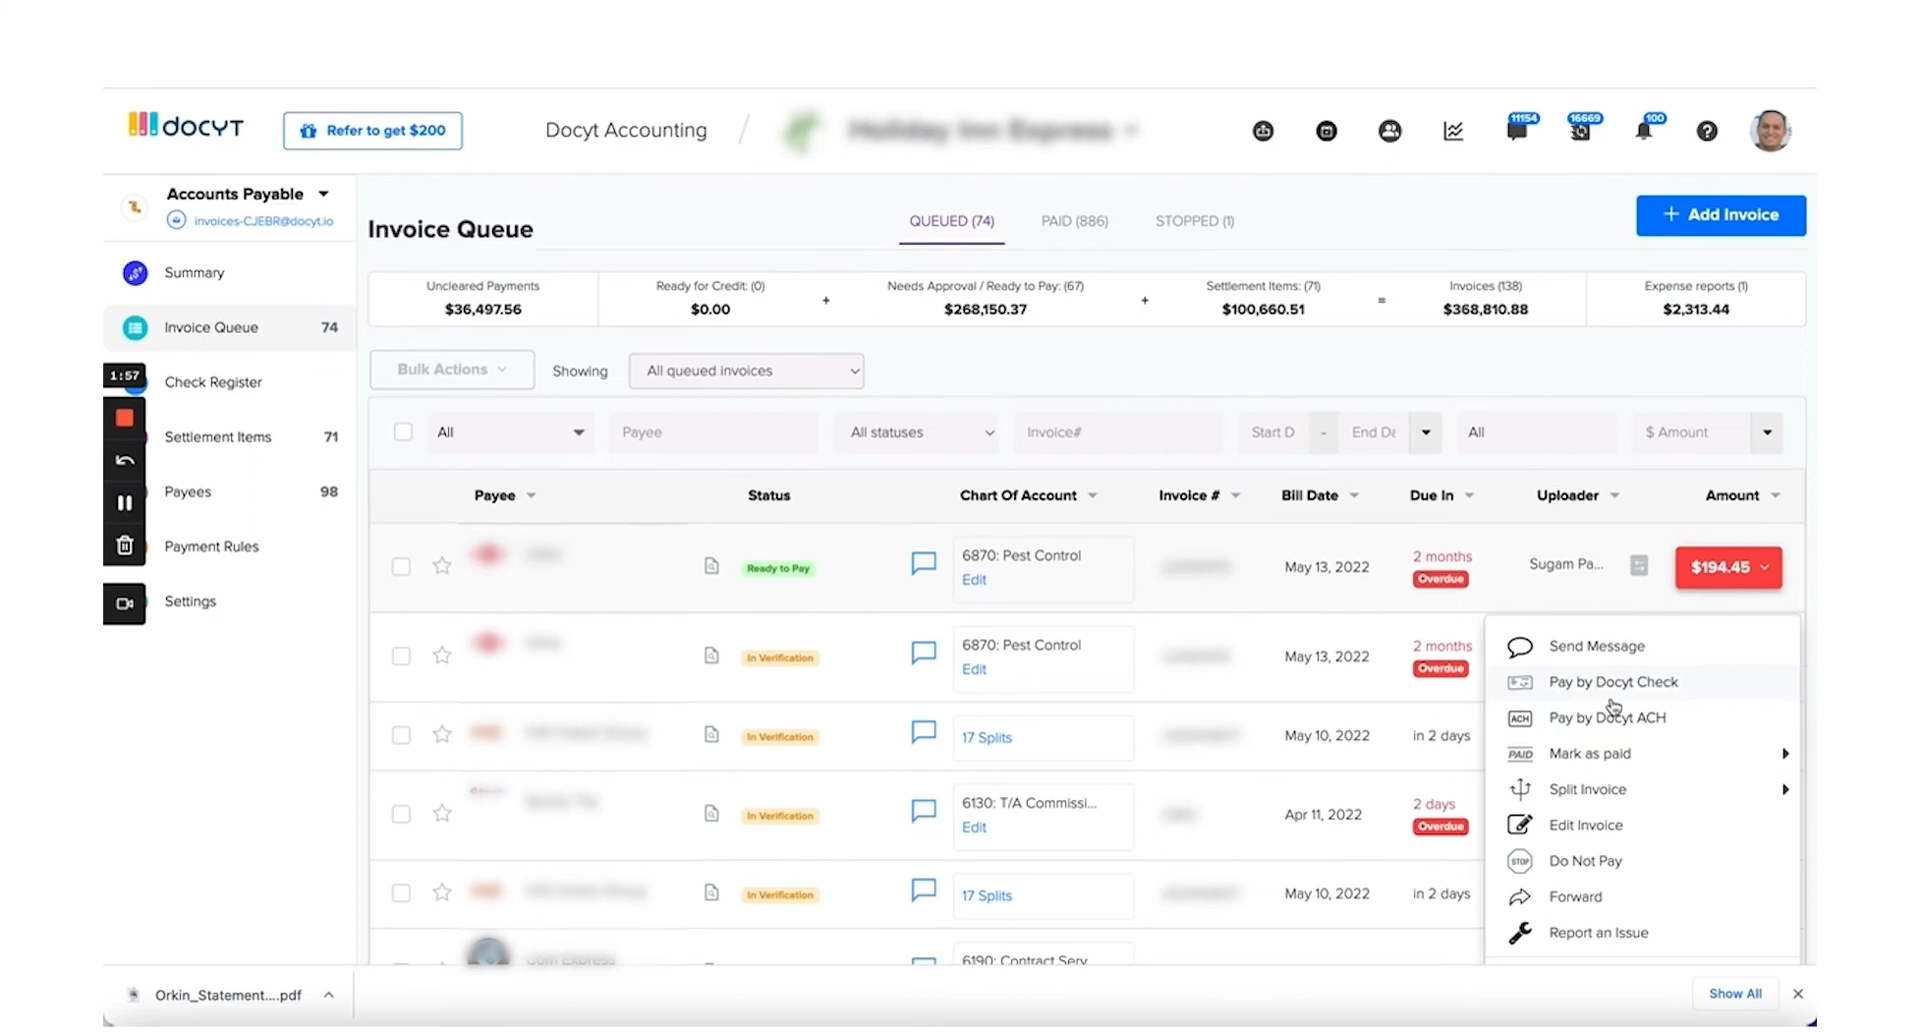 docyt
Refer to get $200
Docyt Accounting
/
11154
16669
100
Accounts Payable
invoices-CJEBR@docyt.io
Summary
Invoice Queue 74
1:57
Check Register
Settlement Items 71
Payees 98
Payment Rules
Settings
Invoice Queue
QUEUED (74) PAID (886) STOPPED (1)
+ Add Invoice
Uncleared Payments Ready for Credit: (0) Needs Approval / Ready to Pay: (67) Settlement Items: (71) Invoices (138) Expense reports (1)
$36,497.56 $0.00 + $268,150.37 + $100,660.51 = $368,810.88 $2,313.44
Bulk Actions Showing All queued invoices
All Payee All statuses Invoice# Start D - End Da All $ Amount
Payee Status Chart Of Account Invoice # Bill Date Due In Uploader Amount
Ready to Pay 6870: Pest Control May 13, 2022 2 months Sugam Pa... $194.45
Edit Overdue
In Verification 6870: Pest Control May 13, 2022 2 months
Edit Overdue
In Verification 17 Splits May 10, 2022 in 2 days
In Verification 6130: T/A Commissi... Apr 11, 2022 2 days
Edit Overdue
In Verification 17 Splits May 10, 2022 in 2 days
6190: Contract Serv
Send Message
Pay by Docyt Check
ACH Pay by Docyt ACH
PAID Mark as paid
Split Invoice
Edit Invoice
STOP Do Not Pay
Forward
Report an Issue
Orkin_Statement....pdf
Show All